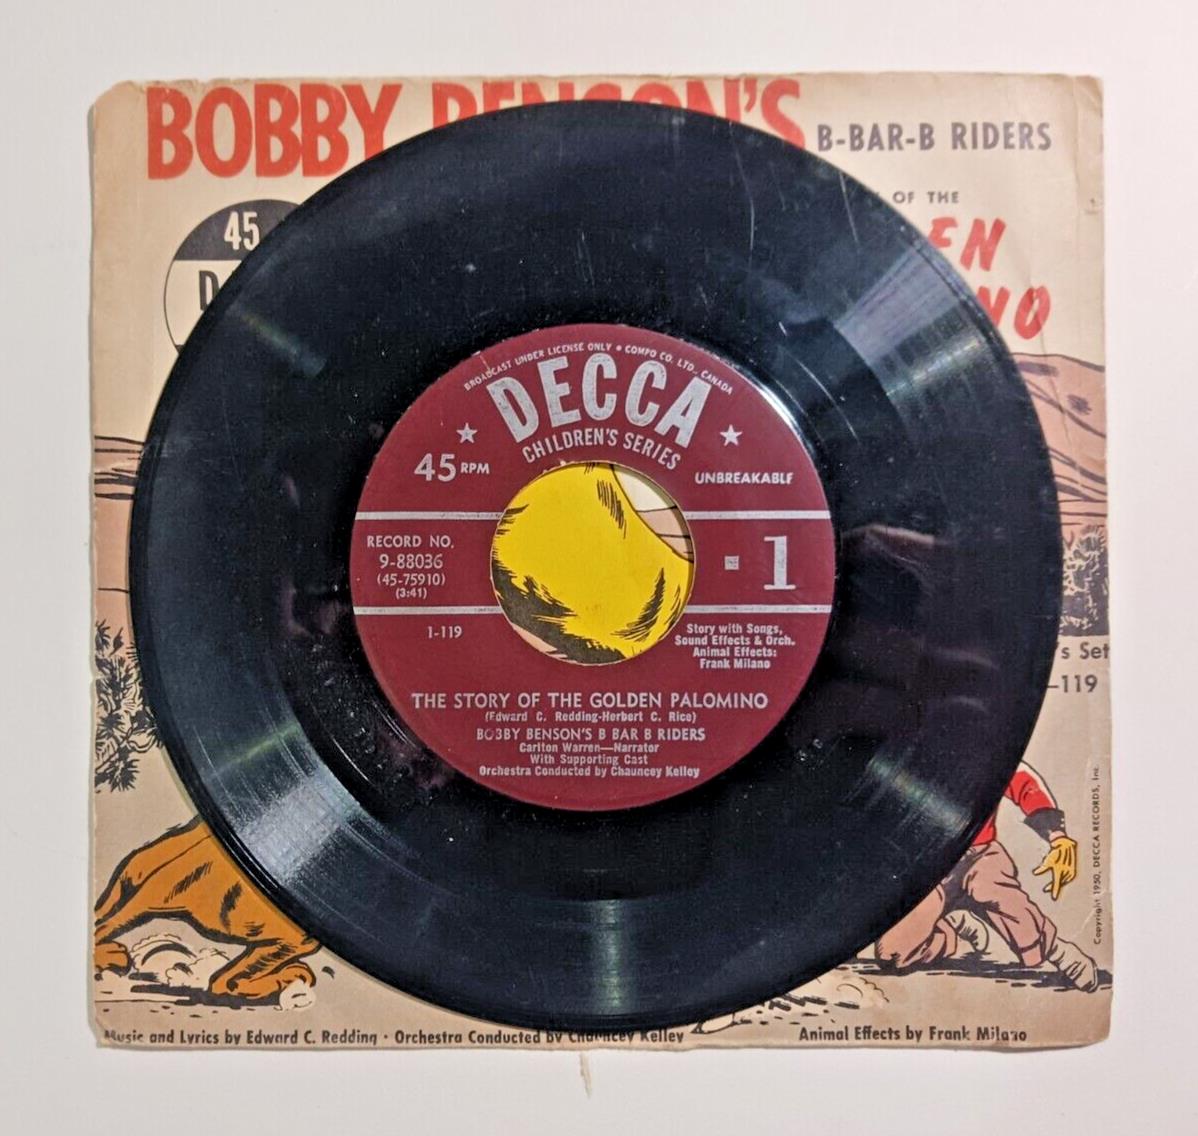 BOBBY BENSON'S
B-BAR-B RIDERS
OF THE
EN
NO
45
D
BROADCAST UNDER LICENSE ONLY • COMPO CO. LTD., CANADA
DECCA
CHILDREN'S SERIES
45 RPM
UNBREAKABLE
RECORD NO.
9-88036
(45-75910)
(3:41)
1
1-119
Story with Songs,
Sound Effects & Orch.
Animal Effects:
Frank Milano
THE STORY OF THE GOLDEN PALOMINO
(Edward C. Redding-Herbert C. Rice)
BOBBY BENSON'S B BAR B RIDERS
Carlton Warren—Narrator
With Supporting Cast
Orchestra Conducted by Chauncey Kelley
's Set
-119
Copyright 1950, DECCA RECORDS, Inc.
Music and Lyrics by Edward C. Redding • Orchestra Conducted by Chauncey Kelley
Animal Effects by Frank Milano